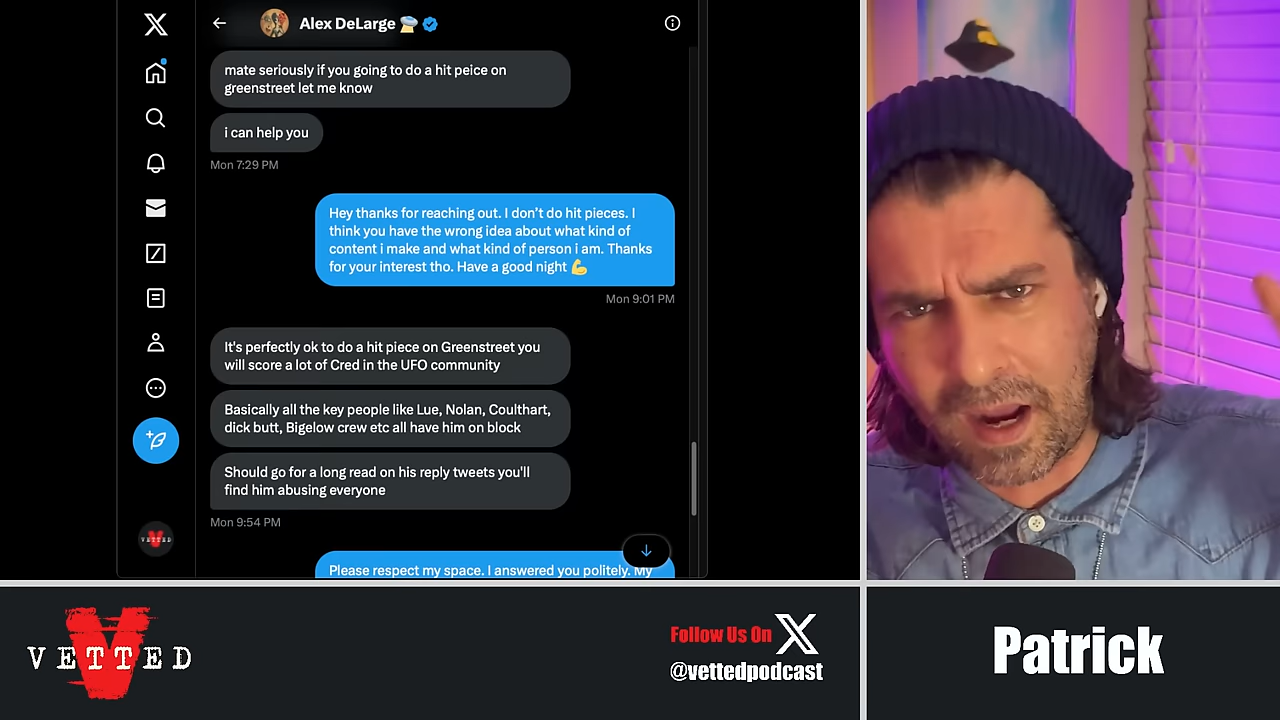 Alex DeLarge
mate seriously if you going to do a hit peice on
greenstreet let me know
i can help you
Mon 7:29 PM
Hey thanks for reaching out. I don't do hit pieces. I
think you have the wrong idea about what kind of
content i make and what kind of person i am. Thanks
for your interest tho. Have a good night 💪
Mon 9:01 PM
It's perfectly ok to do a hit piece on Greenstreet you
will score a lot of Cred in the UFO community
Basically all the key people like Lue, Nolan, Coulthart,
dick butt, Bigelow crew etc all have him on block
Should go for a long read on his reply tweets you'll
find him abusing everyone
Mon 9:54 PM
Please respect my space. I answered you politely. My
VETTED
VETTED
Follow Us On X
@vettedpodcast
Patrick